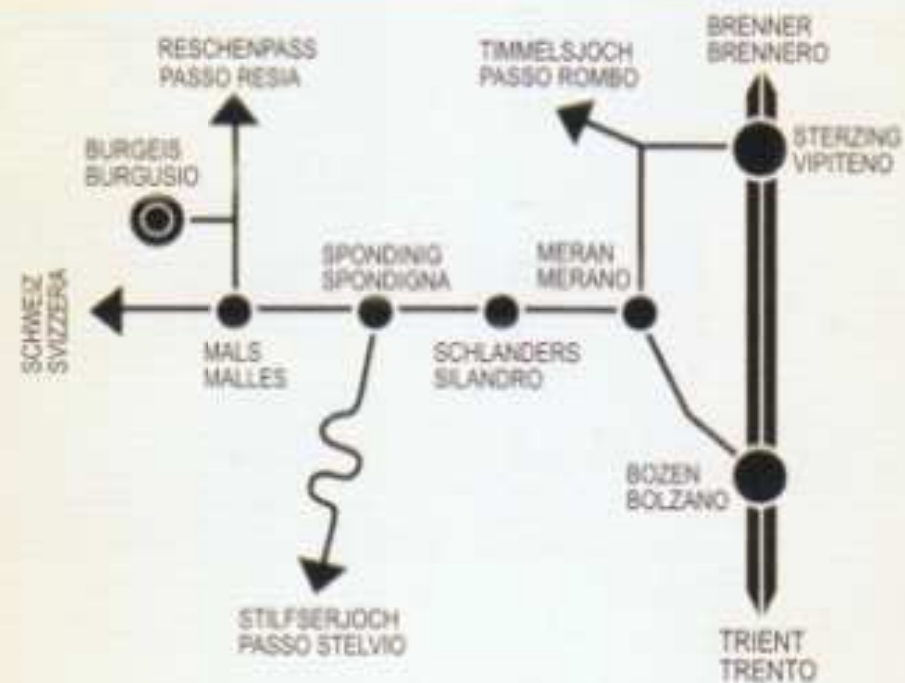 BRENNER
BRENNERO
RESCHENPASS
PASSO RESIA
TIMMELSJOCH
PASSO ROMBO
STERZING
VIPITENO
BURGEIS
BURGUSIO
SPONDINIG
SPONDIGNA
MERAN
MERANO
SCHWEIZ
SVIZZERA
MALS
MALLES
SCHLANDERS
SILANDRO
BOZEN
BOLZANO
STILFSERJOCH
PASSO STELVIO
TRIENT
TRENTO